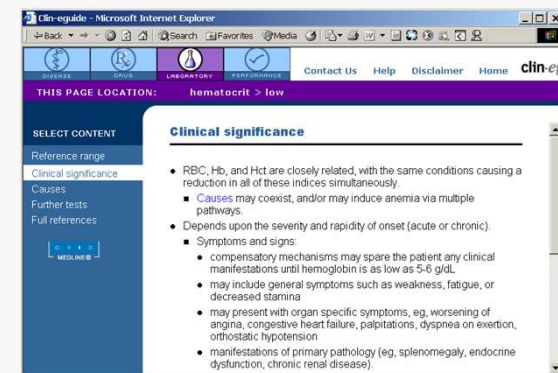 Clin-eguide - Microsoft Internet Explorer
Back Search Favorites Media
DISEASE DRUG LABORATORY PERFORMANCE Contact Us Help Disclaimer Home clin-e
THIS PAGE LOCATION: hematocrit > low
SELECT CONTENT
Reference range
Clinical significance
Causes
Further tests
Full references
O V I D
MEDLINE®
Clinical significance
• RBC, Hb, and Hct are closely related, with the same conditions causing a
reduction in all of these indices simultaneously.
■ Causes may coexist, and/or may induce anemia via multiple
pathways.
• Depends upon the severity and rapidity of onset (acute or chronic).
■ Symptoms and signs:
• compensatory mechanisms may spare the patient any clinical
manifestations until hemoglobin is as low as 5-6 g/dL
• may include general symptoms such as weakness, fatigue, or
decreased stamina
• may present with organ specific symptoms, eg, worsening of
angina, congestive heart failure, palpitations, dyspnea on exertion,
orthostatic hypotension
• manifestations of primary pathology (eg, splenomegaly, endocrine
dysfunction, chronic renal disease).